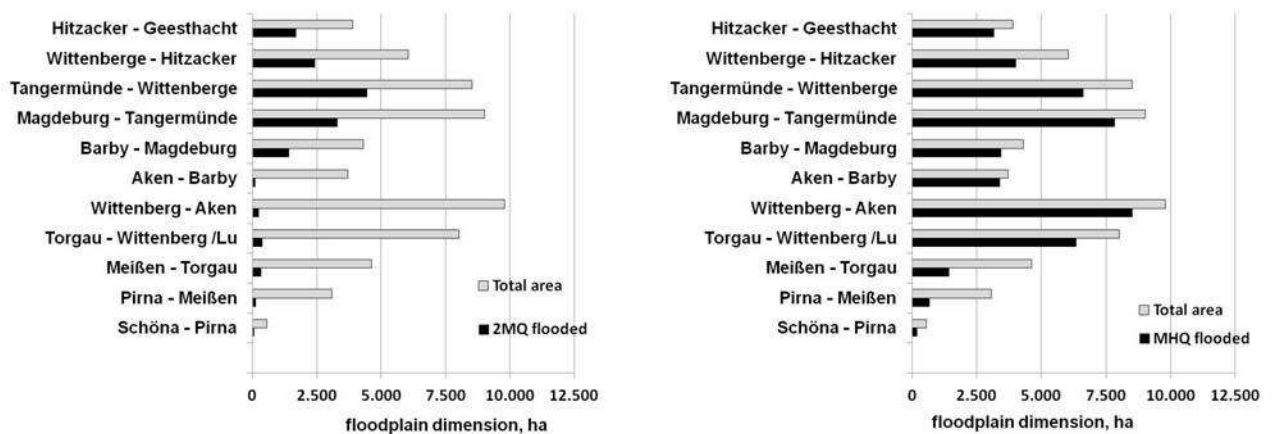 Hitzacker - Geesthacht
Wittenberge - Hitzacker
Tangermünde - Wittenberge
Magdeburg - Tangermünde
Barby - Magdeburg
Aken - Barby
Wittenberg - Aken
Torgau - Wittenberg /Lu
Meißen - Torgau
Pirna - Meißen
Schöna - Pirna
Total area
2MQ flooded
0 2.500 5.000 7.500 10.000 12.500
floodplain dimension, ha
Hitzacker - Geesthacht
Wittenberge - Hitzacker
Tangermünde - Wittenberge
Magdeburg - Tangermünde
Barby - Magdeburg
Aken - Barby
Wittenberg - Aken
Torgau - Wittenberg /Lu
Meißen - Torgau
Pirna - Meißen
Schöna - Pirna
Total area
MHQ flooded
0 2.500 5.000 7.500 10.000 12.500
floodplain dimension, ha